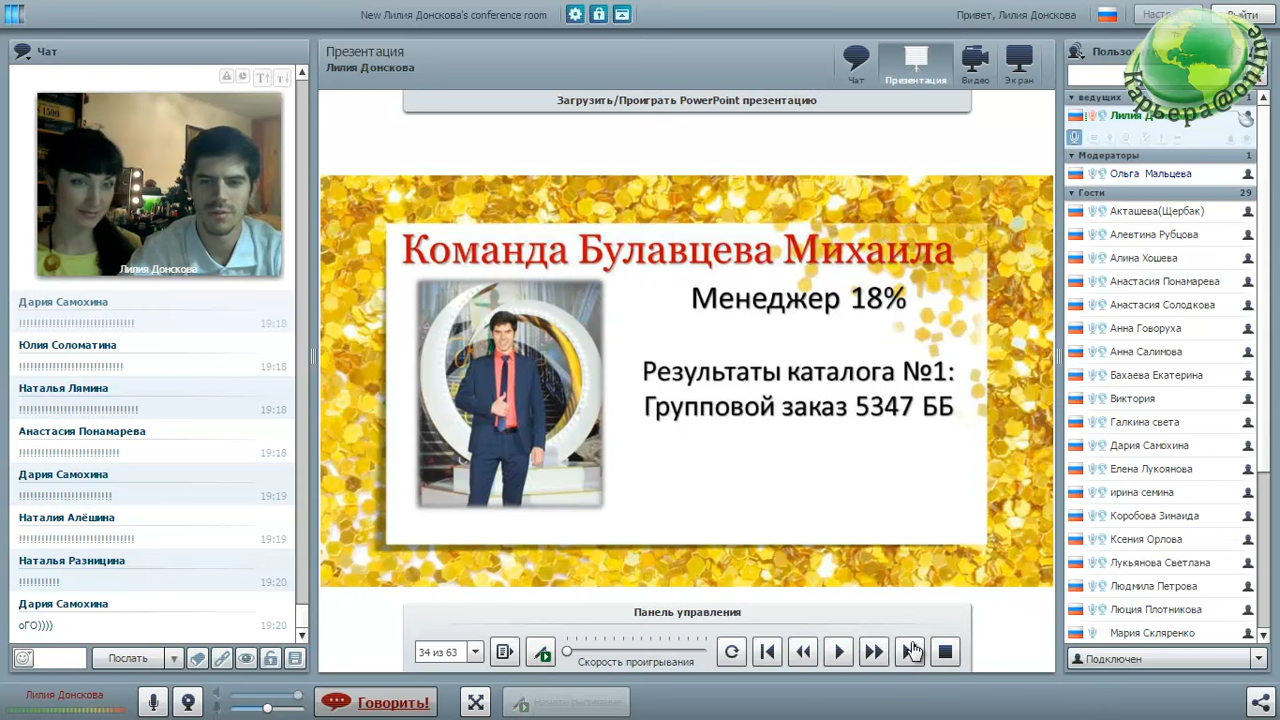 New Лилия Донскова's conference room
Привет, Лилия Донскова
Выйти
Чат
Дария Самохина
!!!!!!!!!!!!!!!!!!!!!!!!!!!!!!!
19:18
Юлия Соломатина
!!!!!!!!!!!!!!!!!!!!!!!!!!!!
19:18
Наталья Лямина
!!!!!!!!!!!!!!!!!!!!!!!!!!!!!!!!
19:18
Анастасия Понамарева
!!!!!!!!!!!!!!!!!!!!!!!!!!!
19:18
Дария Самохина
!!!!!!!!!!!!!!!!!!!!!!!!!
19:19
Наталия Алёшина
!!!!!!!!!!!!!!!!!!!!!!!!!!!!!!!
19:19
Наталья Разницина
!!!!!!!!!!!
19:20
Дария Самохина
оГО))))
19:20
Послать
Лилия Донскова
Презентация
Лилия Донскова
Чат
Презентация
Видео
Экран
Загрузить/Проиграть PowerPoint презентацию
Команда Булавцева Михаила
Менеджер 18%
Результаты каталога №1:
Групповой заказ 5347 ББ
Панель управления
34 из 63
Скорость проигрывания
карьера@online
ведущих 1
Модераторы 1
Ольга Мальцева
Гости 29
Акташева(Щербак)
Алевтина Рубцова
Алина Хошева
Анастасия Понамарева
Анастасия Солодкова
Анна Говоруха
Анна Салимова
Бахаева Екатерина
Виктория
Галкина света
Дария Самохина
Елена Лукоянова
ирина семина
Коробова Зинаида
Ксения Орлова
Лукьянова Светлана
Людмила Петрова
Люция Плотникова
Мария Скляренко
Подключен
Лилия Донскова
Говорить!